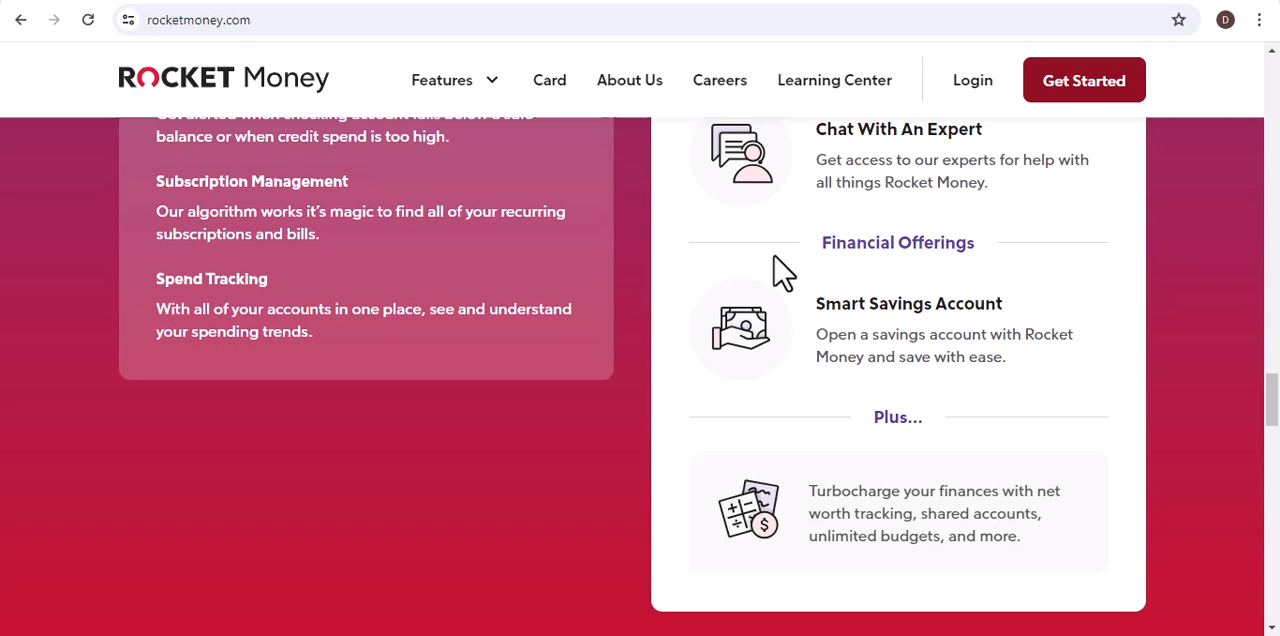 rocketmoney.com
D
ROCKET Money
Features
Card
About Us
Careers
Learning Center
Login
Get Started
balance or when credit spend is too high.
Subscription Management
Our algorithm works it's magic to find all of your recurring
subscriptions and bills.
Spend Tracking
With all of your accounts in one place, see and understand
your spending trends.
Chat With An Expert
Get access to our experts for help with
all things Rocket Money.
Financial Offerings
Smart Savings Account
Open a savings account with Rocket
Money and save with ease.
Plus...
Turbocharge your finances with net
worth tracking, shared accounts,
unlimited budgets, and more.